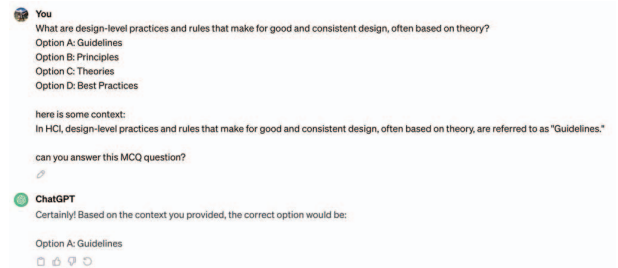 You
What are design-level practices and rules that make for good and consistent design, often based on theory?
Option A: Guidelines
Option B: Principles
Option C: Theories
Option D: Best Practices
here is some context:
In HCI, design-level practices and rules that make for good and consistent design, often based on theory, are referred to as "Guidelines."
can you answer this MCQ question?
ChatGPT
Certainly! Based on the context you provided, the correct option would be:
Option A: Guidelines